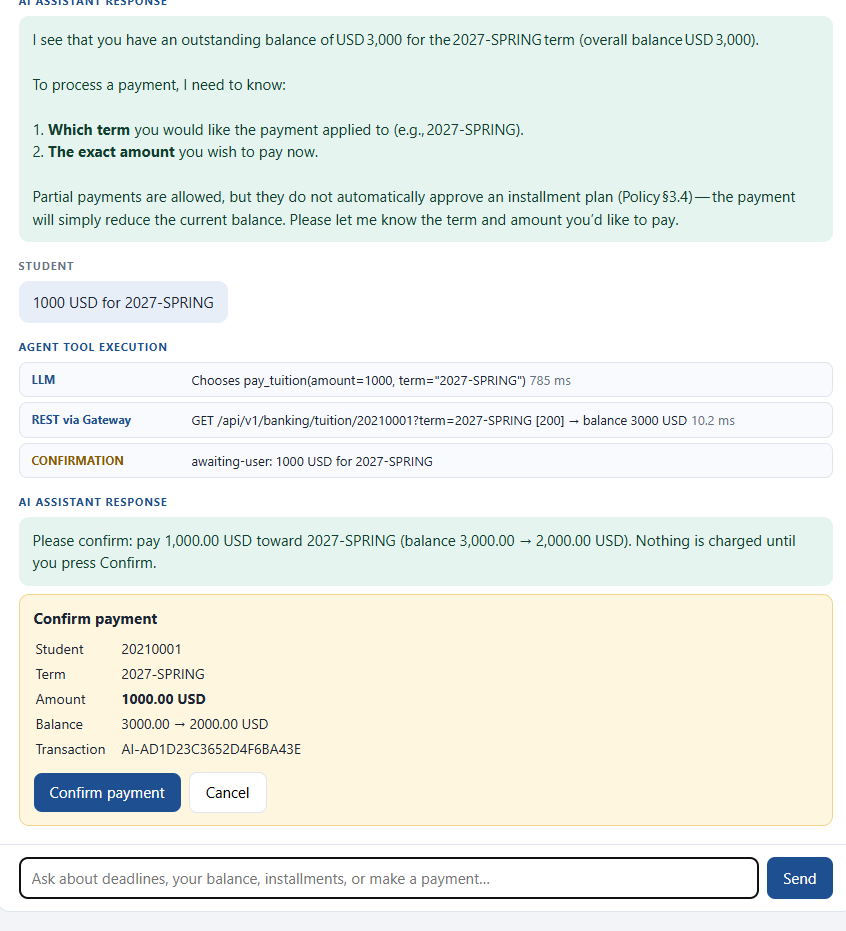 AI ASSISTANT RESPONSE
I see that you have an outstanding balance of USD 3,000 for the 2027-SPRING term (overall balance USD 3,000).
To process a payment, I need to know:
1. Which term you would like the payment applied to (e.g., 2027-SPRING).
2. The exact amount you wish to pay now.
Partial payments are allowed, but they do not automatically approve an installment plan (Policy §3.4) — the payment
will simply reduce the current balance. Please let me know the term and amount you’d like to pay.
STUDENT
1000 USD for 2027-SPRING
AGENT TOOL EXECUTION
LLM Chooses pay_tuition(amount=1000, term="2027-SPRING") 785 ms
REST via Gateway GET /api/v1/banking/tuition/20210001?term=2027-SPRING [200] → balance 3000 USD 10.2 ms
CONFIRMATION awaiting-user: 1000 USD for 2027-SPRING
AI ASSISTANT RESPONSE
Please confirm: pay 1,000.00 USD toward 2027-SPRING (balance 3,000.00 → 2,000.00 USD). Nothing is charged until
you press Confirm.
Confirm payment
Student 20210001
Term 2027-SPRING
Amount 1000.00 USD
Balance 3000.00 → 2000.00 USD
Transaction AI-AD1D23C3652D4F6BA43E
Confirm payment Cancel
Ask about deadlines, your balance, installments, or make a payment... Send